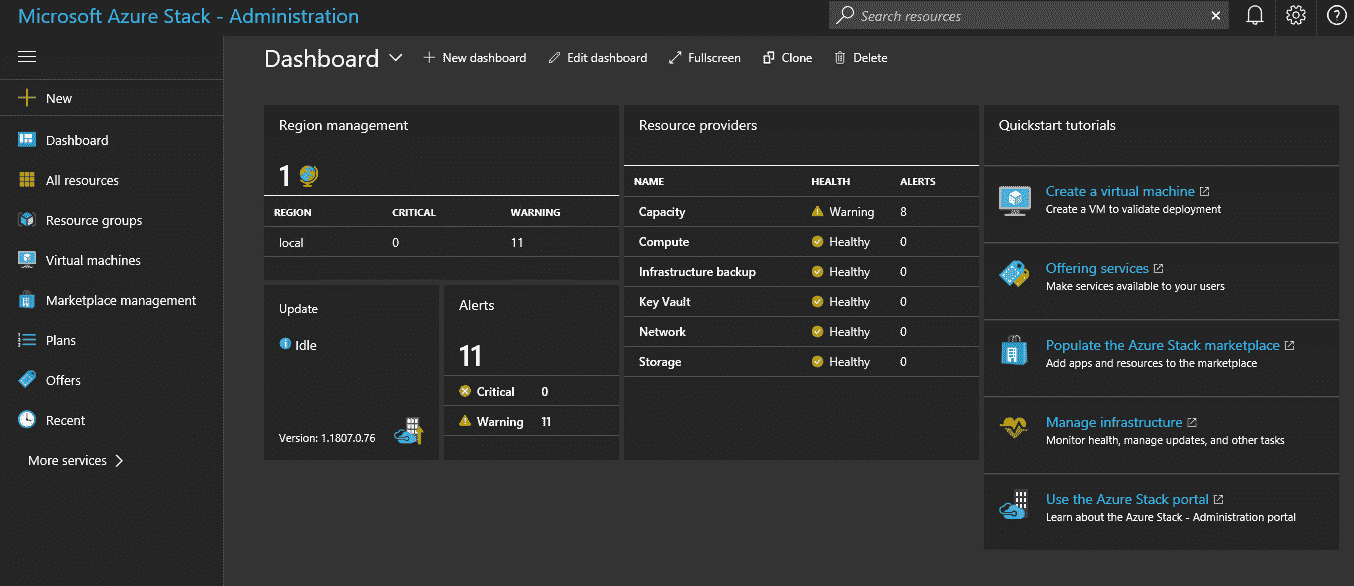 Microsoft Azure Stack - Administration
Search resources
New
Dashboard
All resources
Resource groups
Virtual machines
Marketplace management
Plans
Offers
Recent
More services
Dashboard
New dashboard
Edit dashboard
Fullscreen
Clone
Delete
Region management
1
REGION CRITICAL WARNING
local 0 11
Update
Idle
Version: 1.1807.0.76
Alerts
11
Critical 0
Warning 11
Resource providers
NAME HEALTH ALERTS
Capacity Warning 8
Compute Healthy 0
Infrastructure backup Healthy 0
Key Vault Healthy 0
Network Healthy 0
Storage Healthy 0
Quickstart tutorials
Create a virtual machine
Create a VM to validate deployment
Offering services
Make services available to your users
Populate the Azure Stack marketplace
Add apps and resources to the marketplace
Manage infrastructure
Monitor health, manage updates, and other tasks
Use the Azure Stack portal
Learn about the Azure Stack - Administration portal